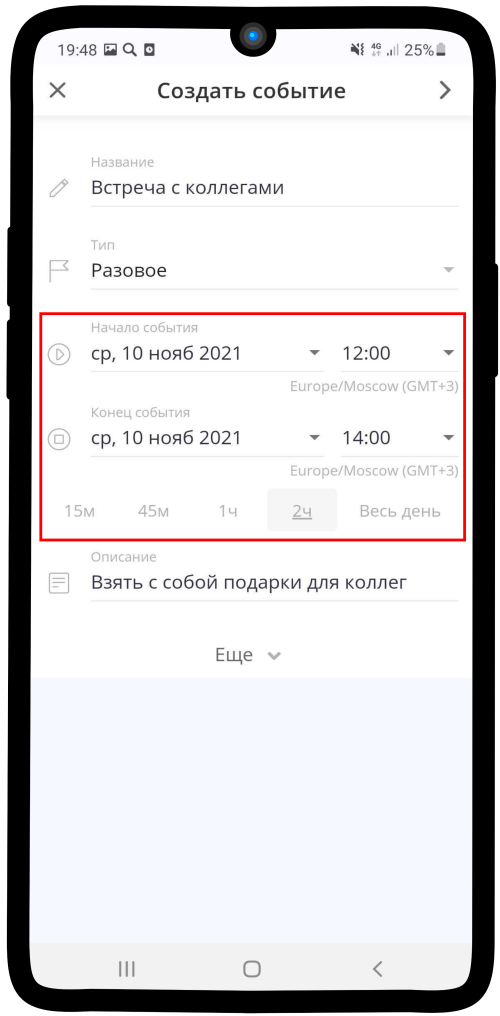 19:48 4G 25%
Создать событие
Название
Встреча с коллегами
Тип
Разовое
Начало события
ср, 10 нояб 2021 12:00
Europe/Moscow (GMT+3)
Конец события
ср, 10 нояб 2021 14:00
Europe/Moscow (GMT+3)
15м 45м 1ч 2ч Весь день
Описание
Взять с собой подарки для коллег
Еще